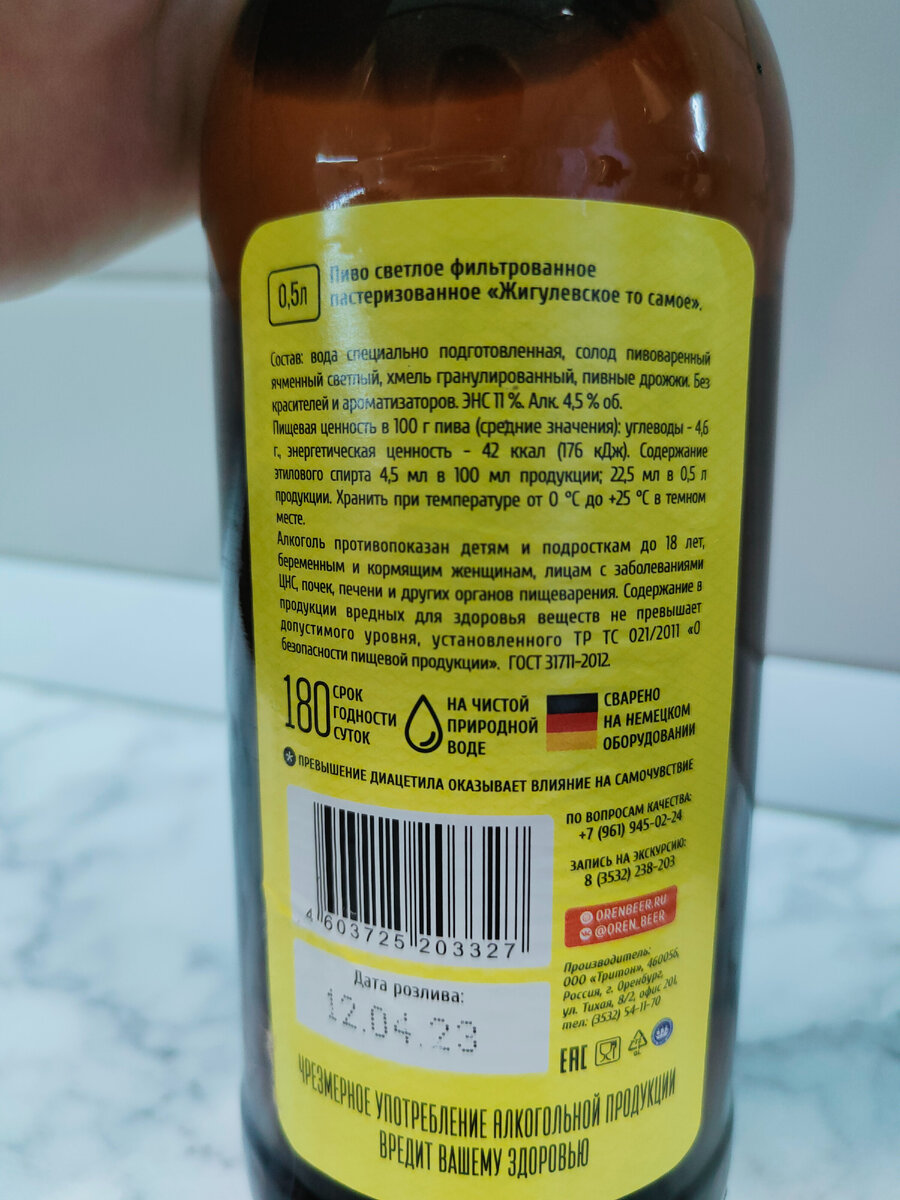 0,5л
Пиво светлое фильтрованное
пастеризованное «Жигулевское то самое».
Состав: вода специально подготовленная, солод пивоваренный
ячменный светлый, хмель гранулированный, пивные дрожжи. Без
красителей и ароматизаторов. ЭНС 11 %. Алк. 4,5 % об.
Пищевая ценность в 100 г пива (средние значения): углеводы - 4,6
г, энергетическая ценность - 42 ккал (176 кДж). Содержание
этилового спирта 4,5 мл в 100 мл продукции; 22,5 мл в 0,5 л
продукции. Хранить при температуре от 0 °С до +25 °С в темном
месте.
Алкоголь противопоказан детям и подросткам до 18 лет,
беременным и кормящим женщинам, лицам с заболеваниями
ЦНС, почек, печени и других органов пищеварения. Содержание в
продукции вредных для здоровья веществ не превышает
допустимого уровня, установленного ТР ТС 021/2011 «О
безопасности пищевой продукции». ГОСТ 31711-2012.
180 СРОК
ГОДНОСТИ
СУТОК
НА ЧИСТОЙ
ПРИРОДНОЙ
ВОДЕ
СВАРЕНО
НА НЕМЕЦКОМ
ОБОРУДОВАНИИ
* ПРЕВЫШЕНИЕ ДИАЦЕТИЛА ОКАЗЫВАЕТ ВЛИЯНИЕ НА САМОЧУВСТВИЕ
4 603725 203327
Дата розлива:
12.04.23
ПО ВОПРОСАМ КАЧЕСТВА:
+7 (961) 945-02-24
ЗАПИСЬ НА ЭКСКУРСИЮ:
8 (3532) 238-203
ORENBEER.RU
@OREN_BEER
Производитель:
ООО «Тритон», 460056,
Россия, г. Оренбург,
ул. Тихая, 8/2, офис 201,
тел: (3532) 54-11-70
EAC
ЧРЕЗМЕРНОЕ УПОТРЕБЛЕНИЕ АЛКОГОЛЬНОЙ ПРОДУКЦИИ
ВРЕДИТ ВАШЕМУ ЗДОРОВЬЮ